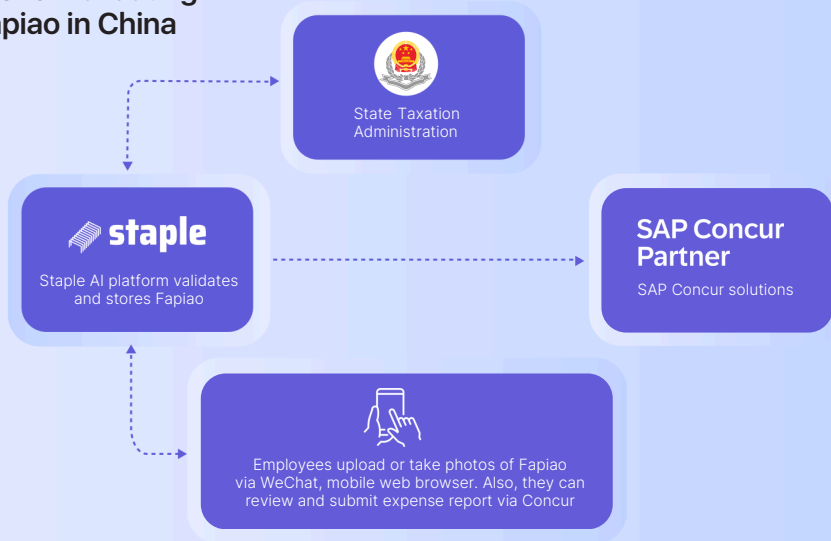 piao in China
State Taxation
Administration
staple
Staple AI platform validates
and stores Fapiao
SAP Concur
Partner
SAP Concur solutions
Employees upload or take photos of Fapiao
via WeChat, mobile web browser. Also, they can
review and submit expense report via Concur